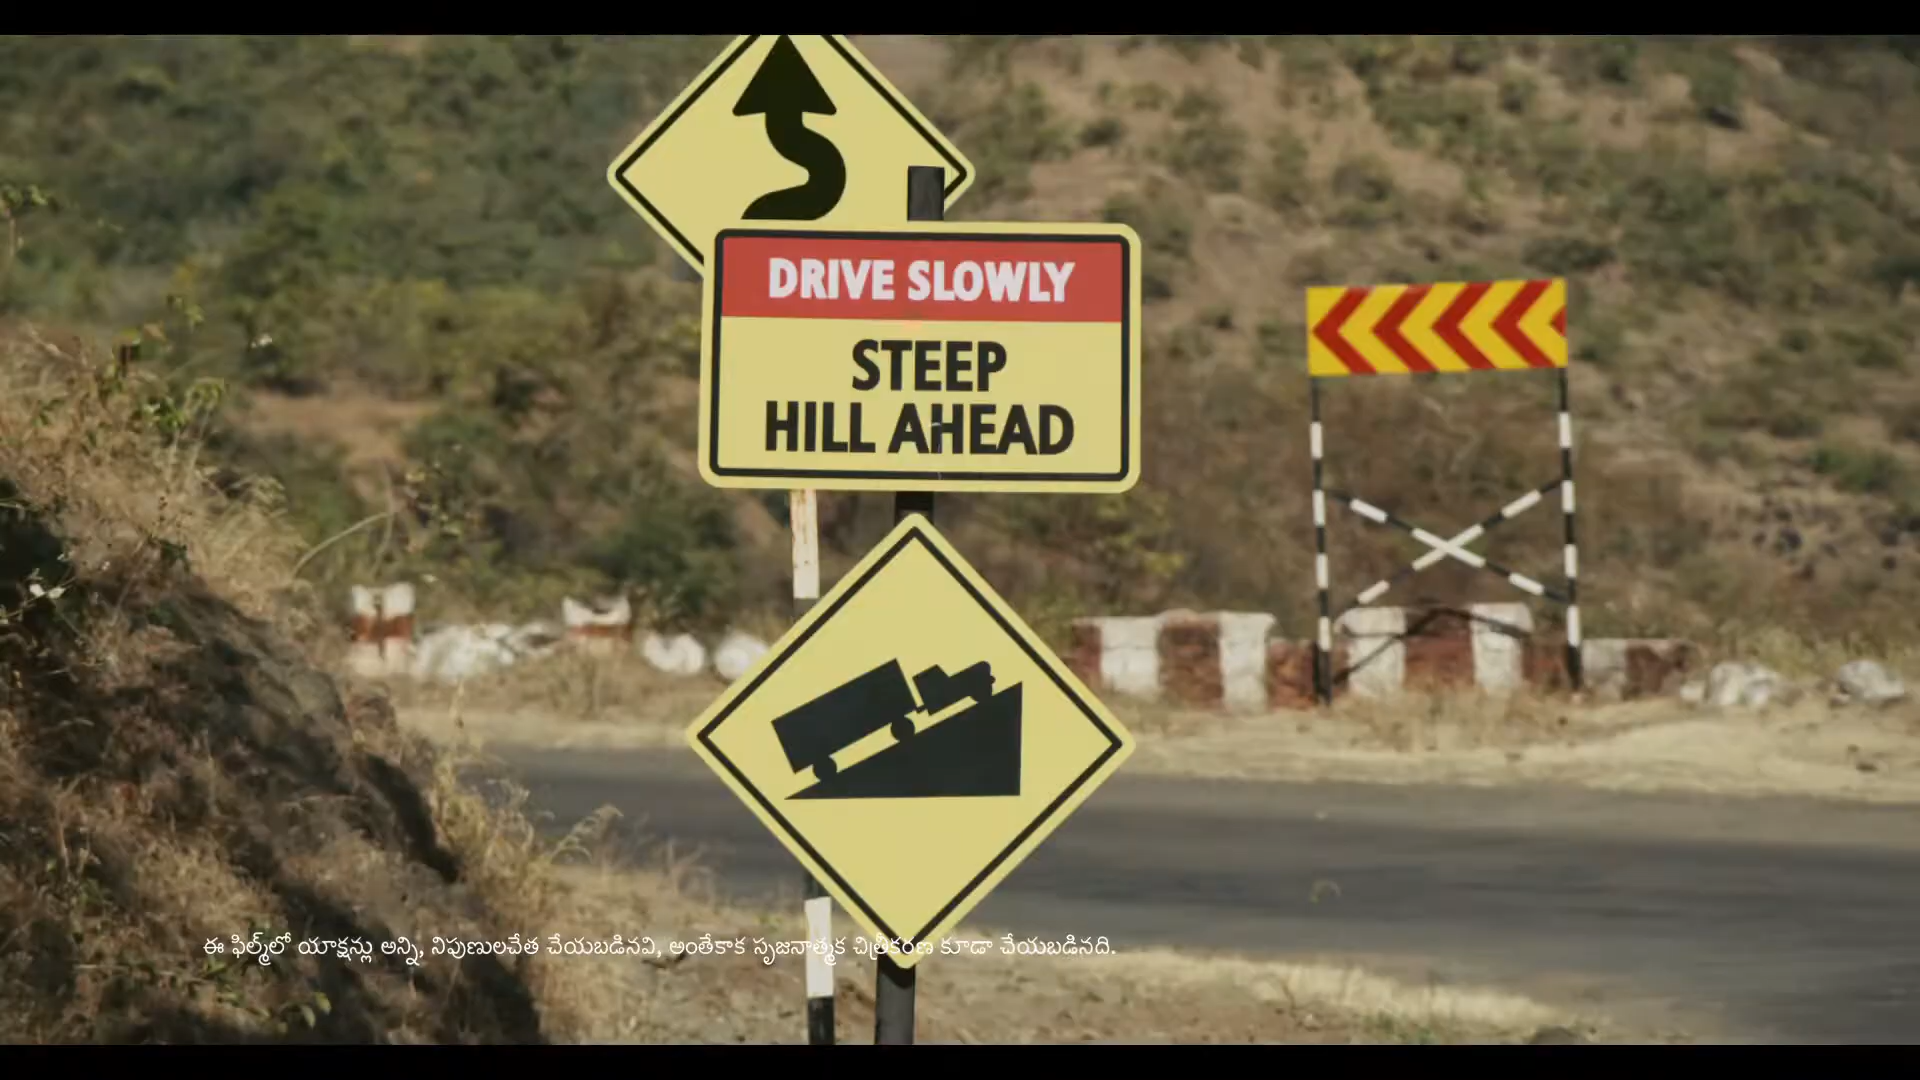 DRIVE SLOWLY
STEEP
HILL AHEAD
ఈ ఫిల్మ్‌లో యాక్షన్లు అన్ని, నిపుణులచేత చేయబడినవి, అంతేకాక సృజనాత్మక చిత్రీకరణ కూడా చేయబడినది.